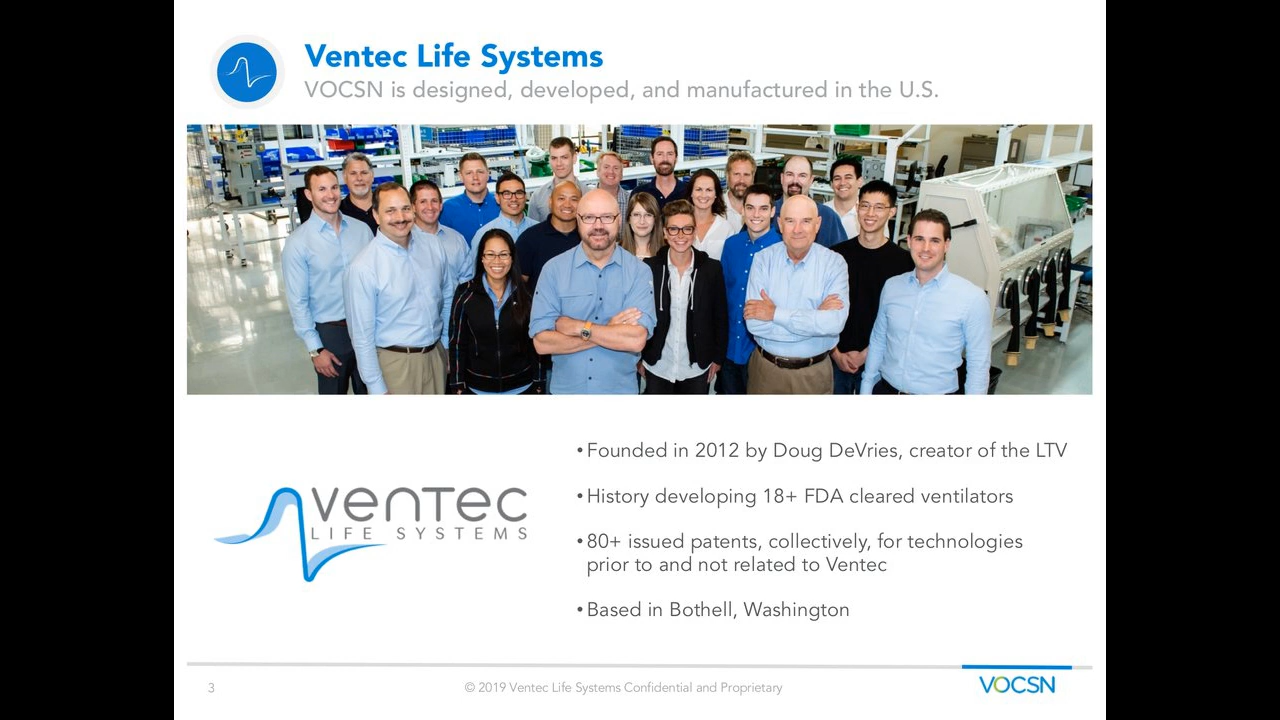 Ventec Life Systems
VOCSN is designed, developed, and manufactured in the U.S.
VENTEC
LIFE SYSTEMS
• Founded in 2012 by Doug DeVries, creator of the LTV
• History developing 18+ FDA cleared ventilators
• 80+ issued patents, collectively, for technologies
prior to and not related to Ventec
• Based in Bothell, Washington
3
© 2019 Ventec Life Systems Confidential and Proprietary
VOCSN